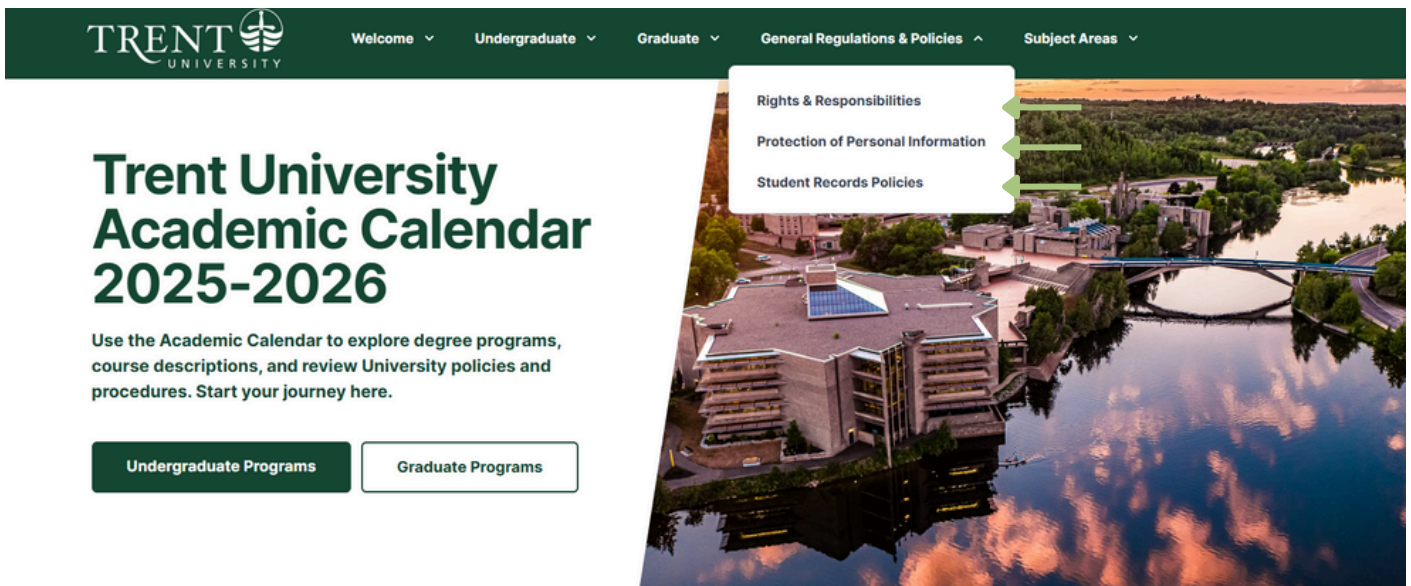 TRENT
UNIVERSITY
Welcome
Undergraduate
Graduate
General Regulations & Policies
Subject Areas
Rights & Responsibilities
Protection of Personal Information
Student Records Policies
Trent University
Academic Calendar
2025-2026
Use the Academic Calendar to explore degree programs,
course descriptions, and review University policies and
procedures. Start your journey here.
Undergraduate Programs
Graduate Programs